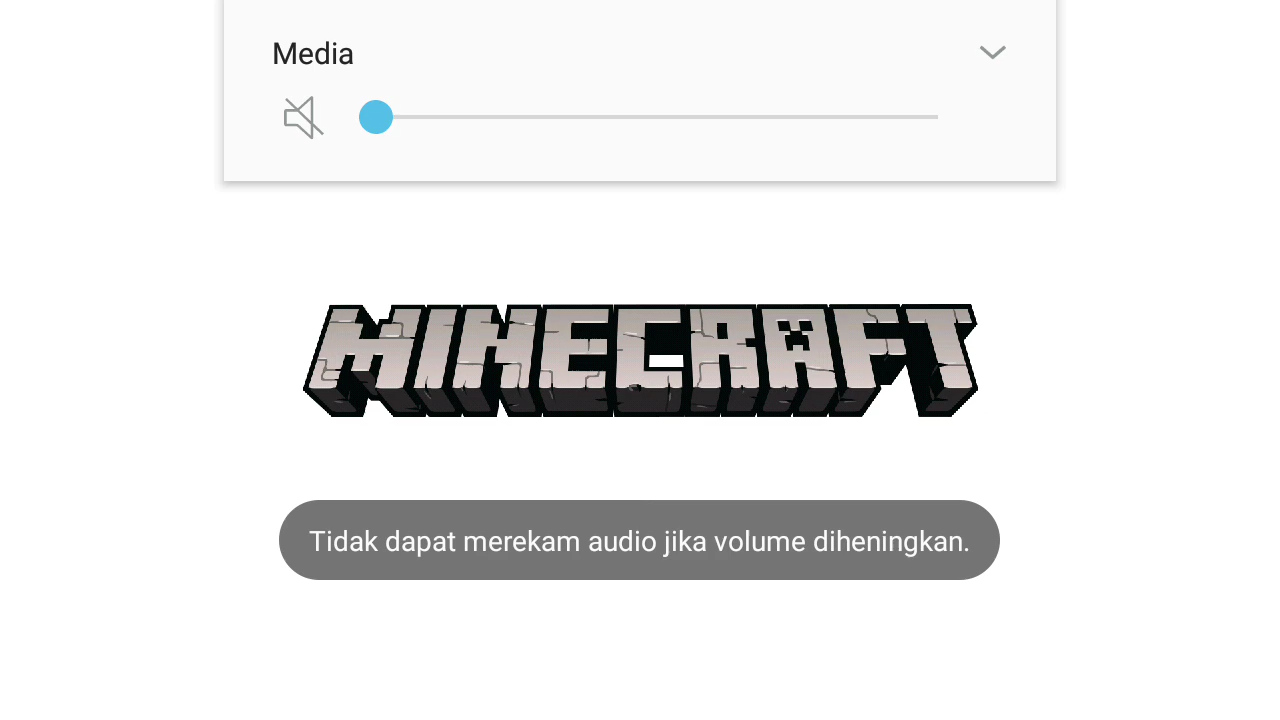 Media
MINECRAFT
Tidak dapat merekam audio jika volume diheningkan.